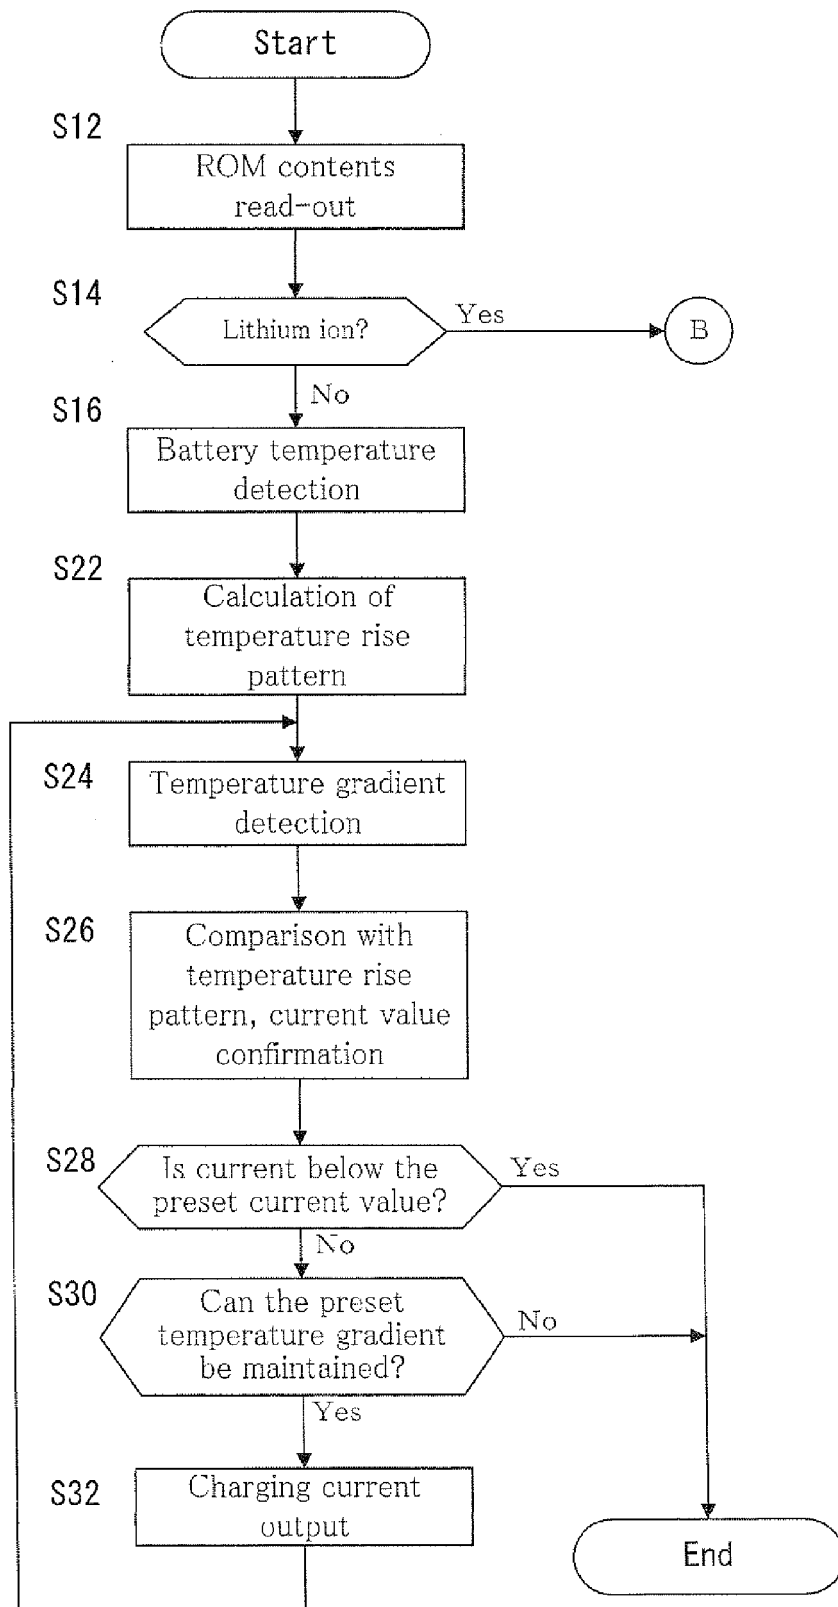 Start
S12
ROM contents
read-out
S14
Lithium ion?
Yes
B
No
S16
Battery temperature
detection
S22
Calculation of
temperature rise
pattern
S24
Temperature gradient
detection
S26
Comparison with
temperature rise
pattern, current value
confirmation
S28
Is current below the
preset current value?
Yes
No
S30
Can the preset
temperature gradient
be maintained?
No
Yes
S32
Charging current
output
End